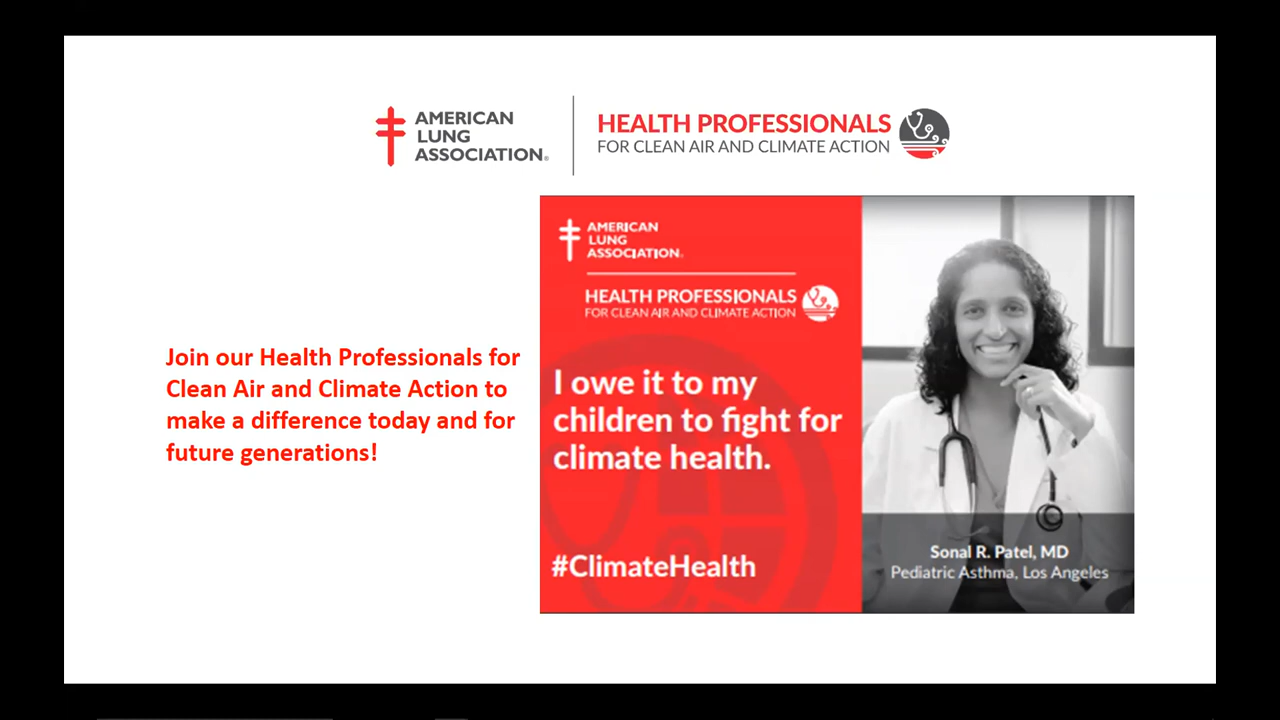 AMERICAN
LUNG
ASSOCIATION®
HEALTH PROFESSIONALS
FOR CLEAN AIR AND CLIMATE ACTION
Join our Health Professionals for
Clean Air and Climate Action to
make a difference today and for
future generations!
AMERICAN
LUNG
ASSOCIATION®
HEALTH PROFESSIONALS
FOR CLEAN AIR AND CLIMATE ACTION
I owe it to my
children to fight for
climate health.
#ClimateHealth
Sonal R. Patel, MD
Pediatric Asthma, Los Angeles